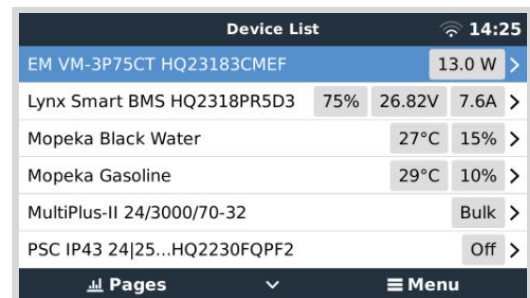 Device List 14:25
EM VM-3P75CT HQ23183CMEF 13.0 W
Lynx Smart BMS HQ2318PR5D3 75% 26.82V 7.6A
Mopeka Black Water 27°C 15%
Mopeka Gasoline 29°C 10%
MultiPlus-II 24/3000/70-32 Bulk
PSC IP43 24|25...HQ2230FQPF2 Off
Pages Menu